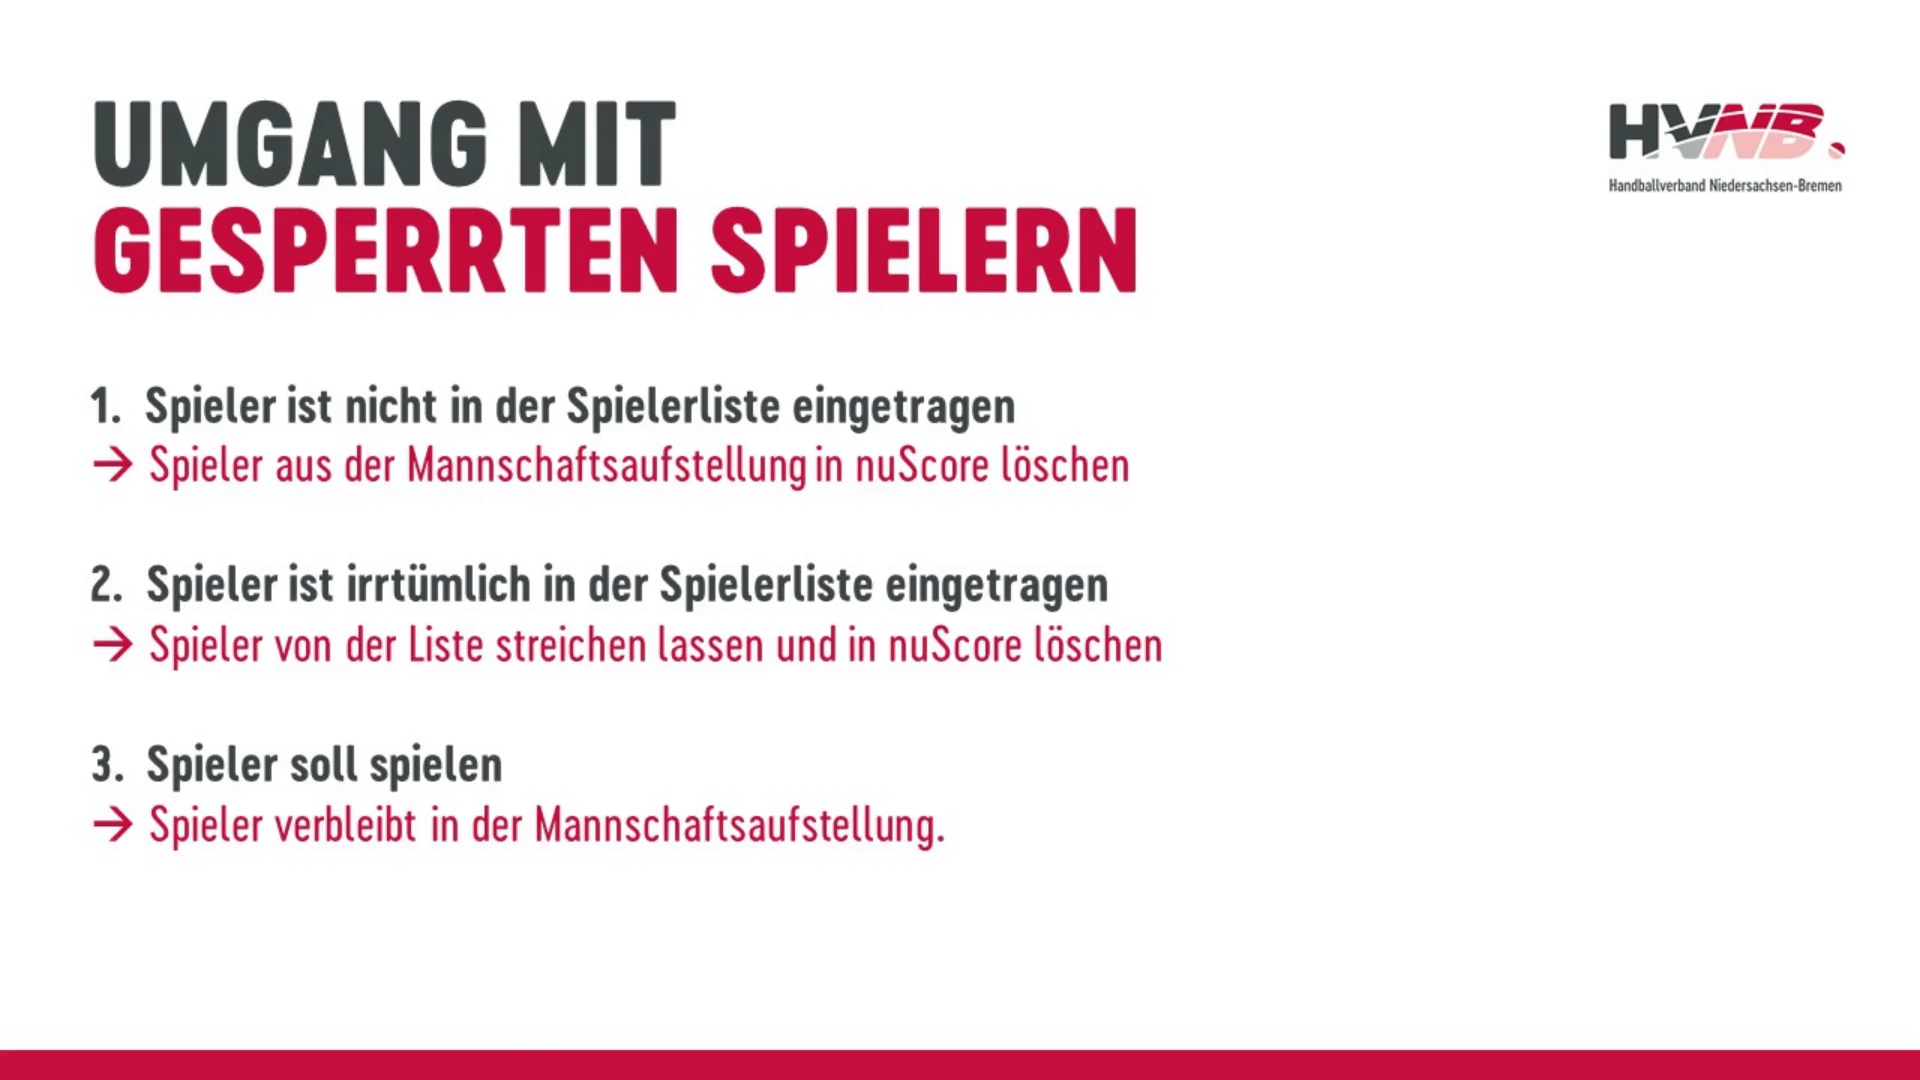 UMGANG MIT
GESPERRTEN SPIELERN
HVNB.
Handballverband Niedersachsen-Bremen
1. Spieler ist nicht in der Spielerliste eingetragen
→ Spieler aus der Mannschaftsaufstellung in nuScore löschen
2. Spieler ist irrtümlich in der Spielerliste eingetragen
→ Spieler von der Liste streichen lassen und in nuScore löschen
3. Spieler soll spielen
→ Spieler verbleibt in der Mannschaftsaufstellung.